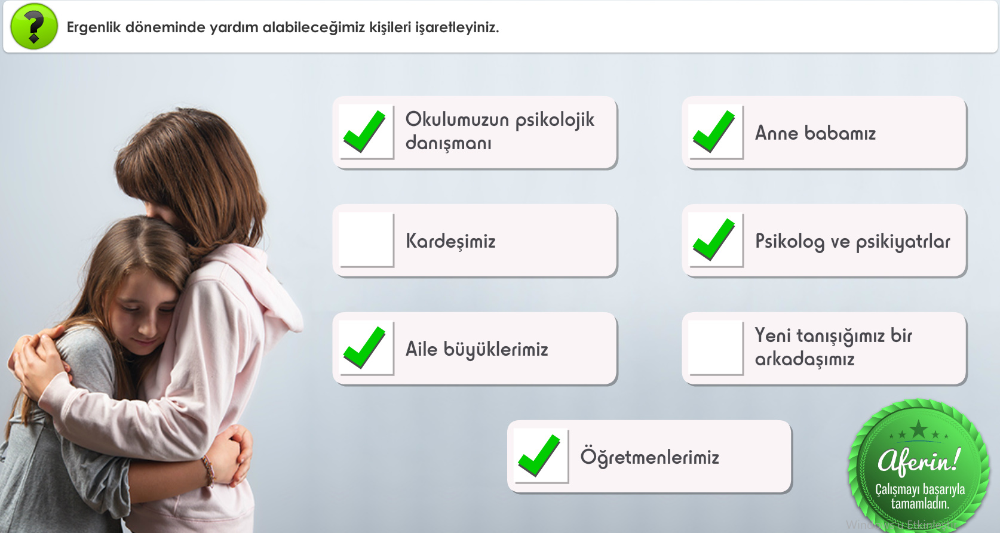 Ergenlik döneminde yardım alabileceğimiz kişileri işaretleyiniz.
Okulumuzun psikolojik
danışmanı
Anne babamız
Kardeşimiz
Psikolog ve psikiyatrlar
Aile büyüklerimiz
Yeni tanışığımız bir
arkadaşımız
Öğretmenlerimiz
Aferin!
Çalışmayı başarıyla
tamamladın.